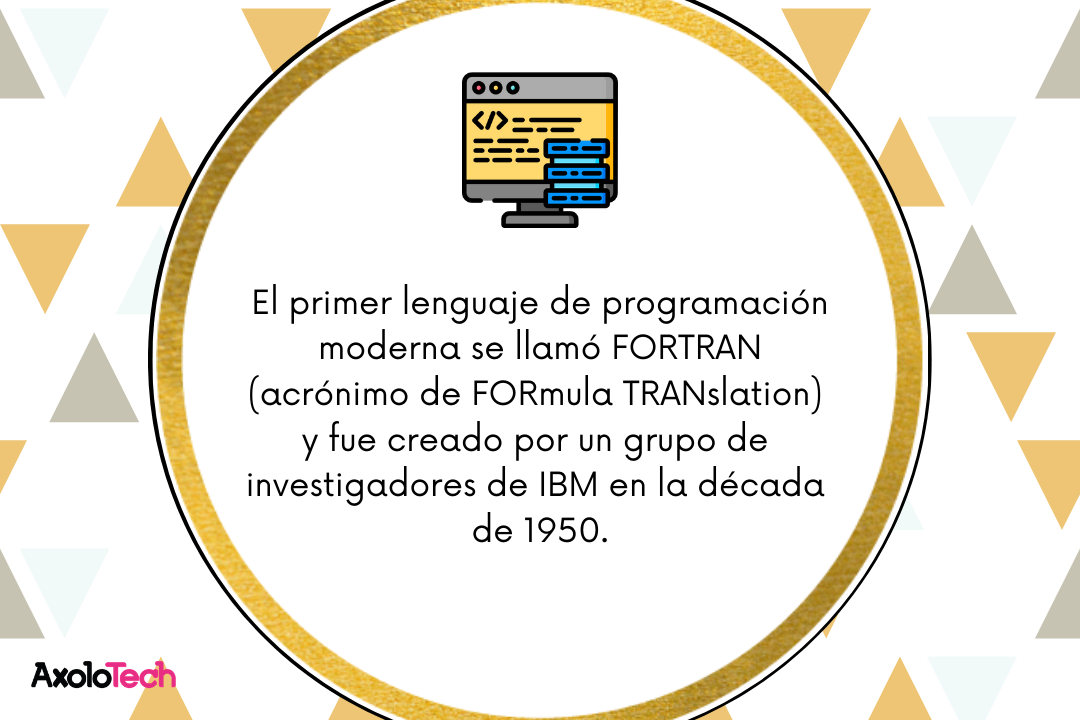 </>
El primer lenguaje de programación
moderna se llamó FORTRAN
(acrónimo de FORmula TRANslation)
y fue creado por un grupo de
investigadores de IBM en la década
de 1950.
AxoloTech